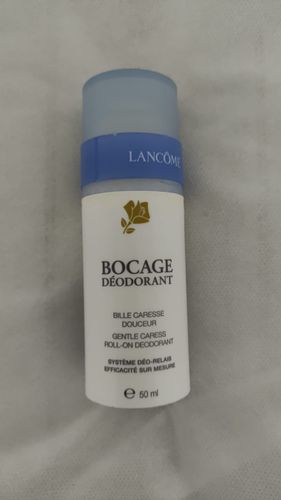 LANCÔME
BOCAGE
DÉODORANT
BILLE CARESSE
DOUCEUR
GENTLE CARESS
ROLL-ON DEODORANT
SYSTÈME DÉO-RELAIS
EFFICACITÉ SUR MESURE
℮ 50 ml